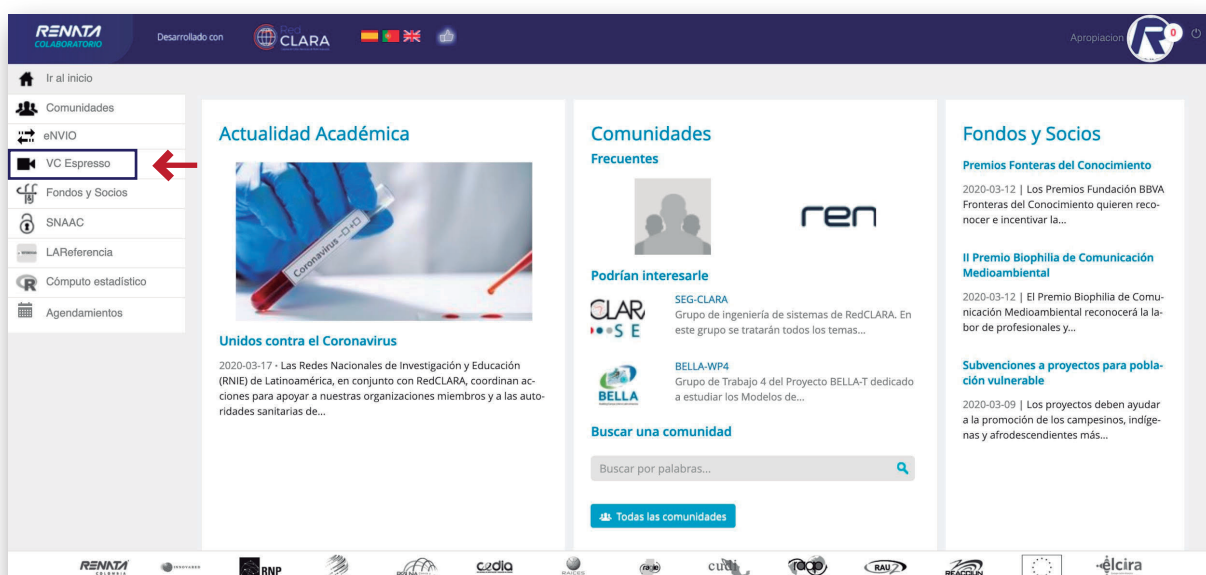 RENATA
COLABORATORIO
Desarrollado con
Red
CLARA
Apropiacion
0
Ir al inicio
Comunidades
eNVIO
VC Espresso
Fondos y Socios
SNAAC
LAReferencia
Cómputo estadístico
Agendamientos
Actualidad Académica
Coronavirus
Unidos contra el Coronavirus
2020-03-17 - Las Redes Nacionales de Investigación y Educación
(RNIE) de Latinoamérica, en conjunto con RedCLARA, coordinan ac-
ciones para apoyar a nuestras organizaciones miembros y a las auto-
ridades sanitarias de...
Comunidades
Frecuentes
ren
Podrían interesarle
CLAR
S E
SEG-CLARA
Grupo de ingeniería de sistemas de RedCLARA. En
este grupo se tratarán todos los temas...
BELLA
BELLA-WP4
Grupo de Trabajo 4 del Proyecto BELLA-T dedicado
a estudiar los Modelos de...
Buscar una comunidad
Buscar por palabras...
Todas las comunidades
Fondos y Socios
Premios Fonteras del Conocimiento
2020-03-12 | Los Premios Fundación BBVA
Fronteras del Conocimiento quieren reco-
nocer e incentivar la...
II Premio Biophilia de Comunicación
Medioambiental
2020-03-12 | El Premio Biophilia de Comu-
nicación Medioambiental reconocerá la la-
bor de profesionales y...
Subvenciones a proyectos para pobla-
ción vulnerable
2020-03-09 | Los proyectos deben ayudar
a la promoción de los campesinos, indíge-
nas y afrodescendientes más...
RENATA
COLOMBIA
INNOVARED
RNP
cedia
RAICES
cudi
ragp
RAU
REACCIUN
elcira